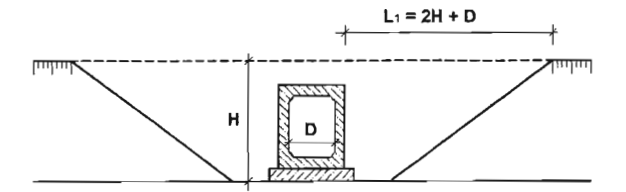 L₁ = 2H + D
H
D